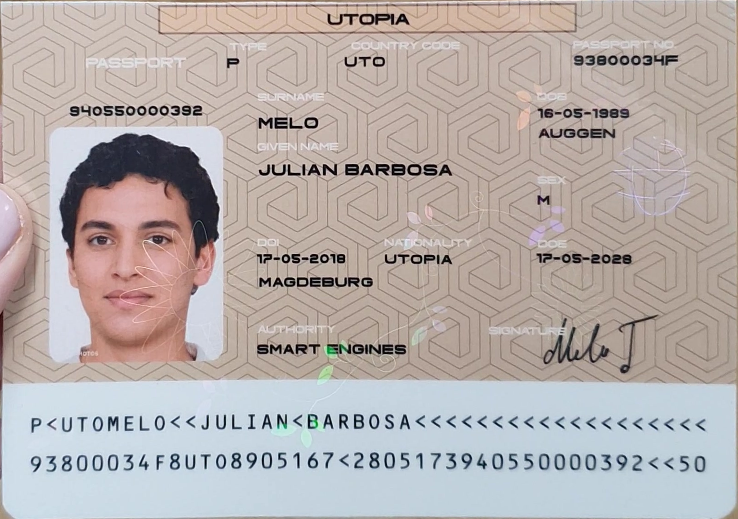 UTOPIA
PASSPORT
TYPE
P
COUNTRY CODE
UTO
PASSPORT NO.
93800034F
940550000392
SURNAME
MELO
DOB
16-05-1989
AUGGEN
GIVEN NAME
JULIAN BARBOSA
SEX
M
DOI
17-05-2018
MAGDEBURG
NATIONALITY
UTOPIA
DOE
17-05-2028
AUTHORITY
SMART ENGINES
SIGNATURE
Melo J
P<UTOMELO<<JULIAN<BARBOSA<<<<<<<<<<<<<<<<<<<
93800034F8UTO8905167<2805173940550000392<<50